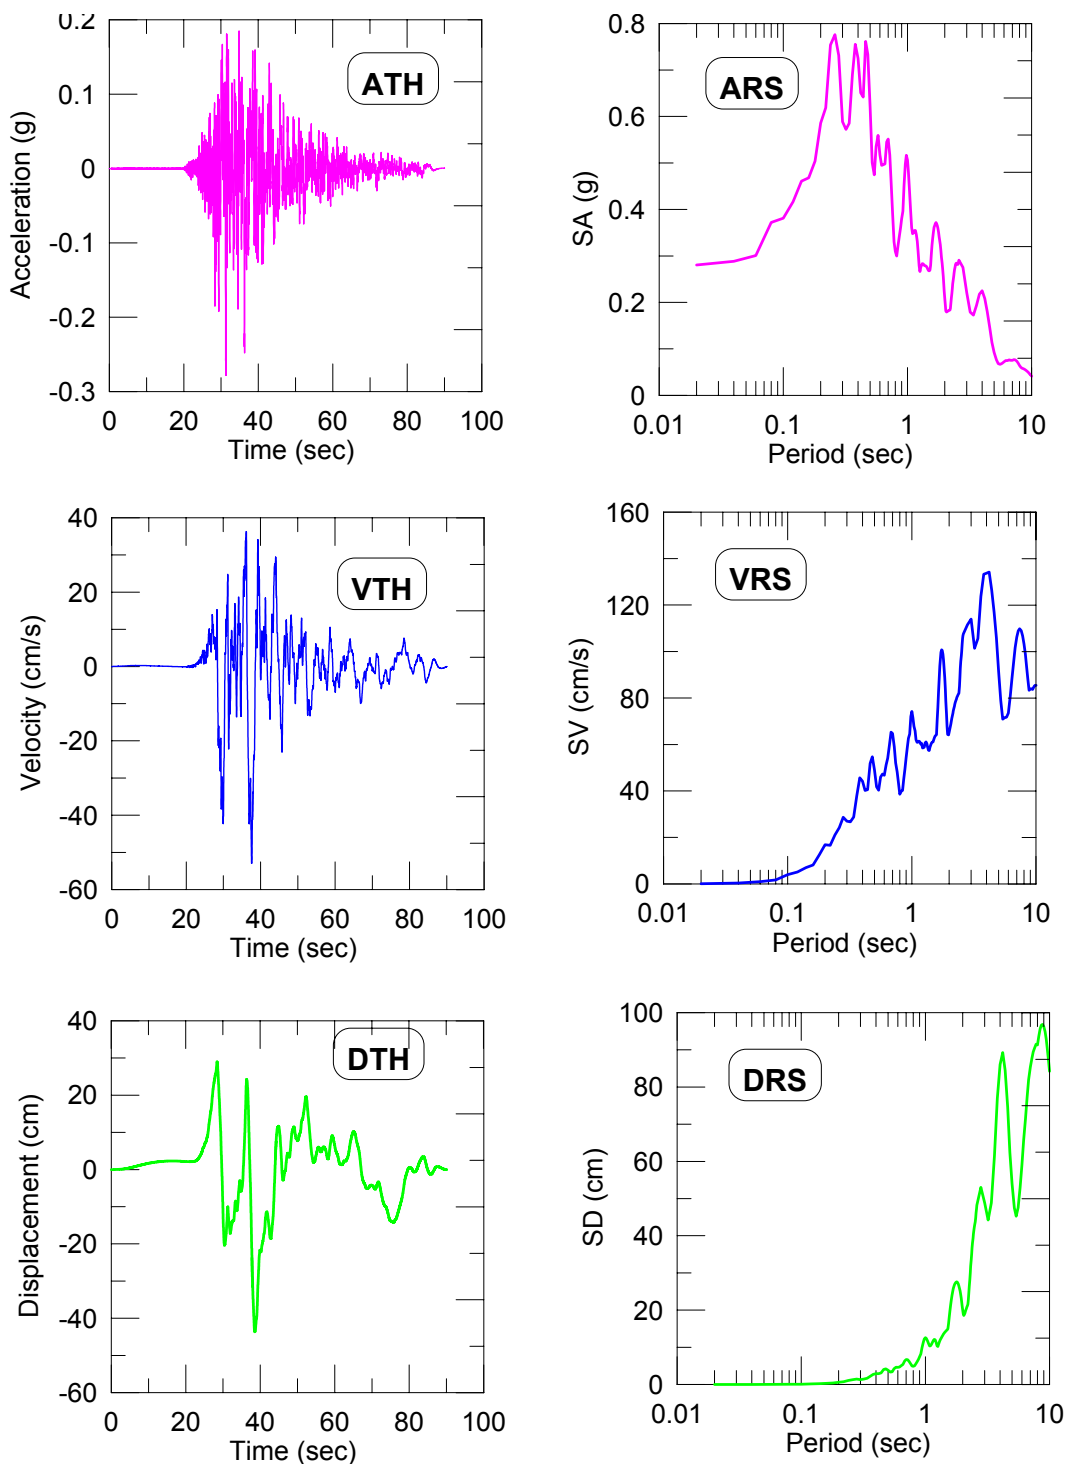 0.2
0.1
0
-0.1
-0.2
-0.3
Acceleration (g)
ATH
0 20 40 60 80 100
Time (sec)
0.8
0.6
0.4
0.2
0
SA (g)
ARS
0.01 0.1 1 10
Period (sec)
40
20
0
-20
-40
-60
Velocity (cm/s)
VTH
0 20 40 60 80 100
Time (sec)
160
120
80
40
0
SV (cm/s)
VRS
0.01 0.1 1 10
Period (sec)
40
20
0
-20
-40
-60
Displacement (cm)
DTH
0 20 40 60 80 100
Time (sec)
100
80
60
40
20
0
SD (cm)
DRS
0.01 0.1 1 10
Period (sec)